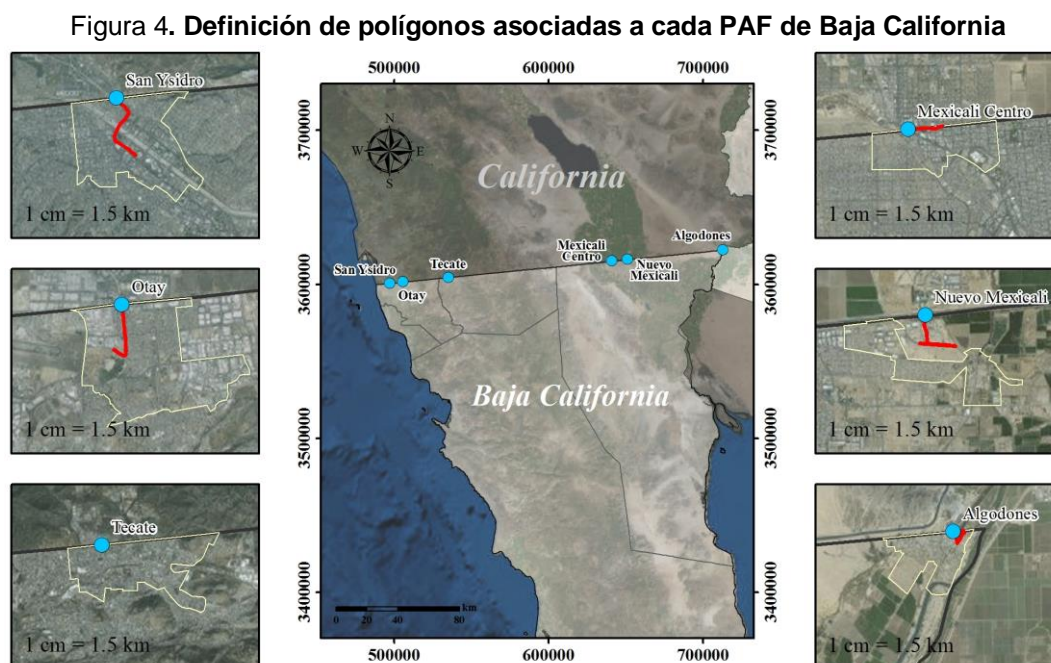 Figura 4. Definición de polígonos asociadas a cada PAF de Baja California
San Ysidro
1 cm = 1.5 km
Otay
1 cm = 1.5 km
Tecate
1 cm = 1.5 km
500000
600000
700000
3700000
3600000
3500000
3400000
N
W
E
S
California
San Ysidro
Otay
Tecate
Mexicali
Centro
Nuevo
Mexicali
Algodones
Baja California
0
20
40
80
km
3700000
3600000
3500000
3400000
500000
600000
700000
Mexicali Centro
1 cm = 1.5 km
Nuevo Mexicali
1 cm = 1.5 km
Algodones
1 cm = 1.5 km